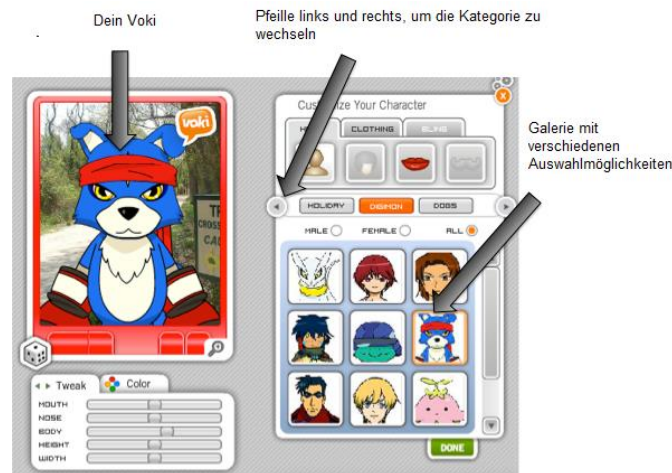 Dein Voki
Pfeille links und rechts, um die Kategorie zu
wechseln
Galerie mit
verschiedenen
Auswahlmöglichkeiten
voki
Customize Your Character
CLOTHING
BLING
HOLIDAY
DIGIMON
DOGS
MALE
FEMALE
ALL
Tweak
Color
MOUTH
NOSE
BODY
HEIGHT
WIDTH
DONE